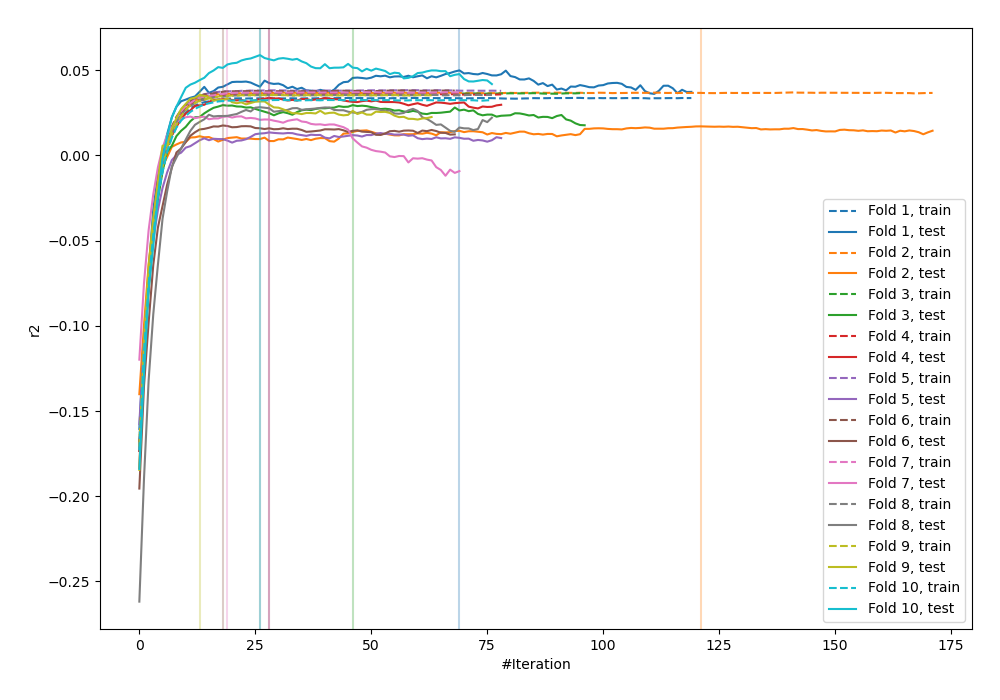 0.05
0.00
−0.05
−0.10
−0.15
−0.20
−0.25
r2
0 25 50 75 100 125 150 175
#Iteration
Fold 1, train
Fold 1, test
Fold 2, train
Fold 2, test
Fold 3, train
Fold 3, test
Fold 4, train
Fold 4, test
Fold 5, train
Fold 5, test
Fold 6, train
Fold 6, test
Fold 7, train
Fold 7, test
Fold 8, train
Fold 8, test
Fold 9, train
Fold 9, test
Fold 10, train
Fold 10, test